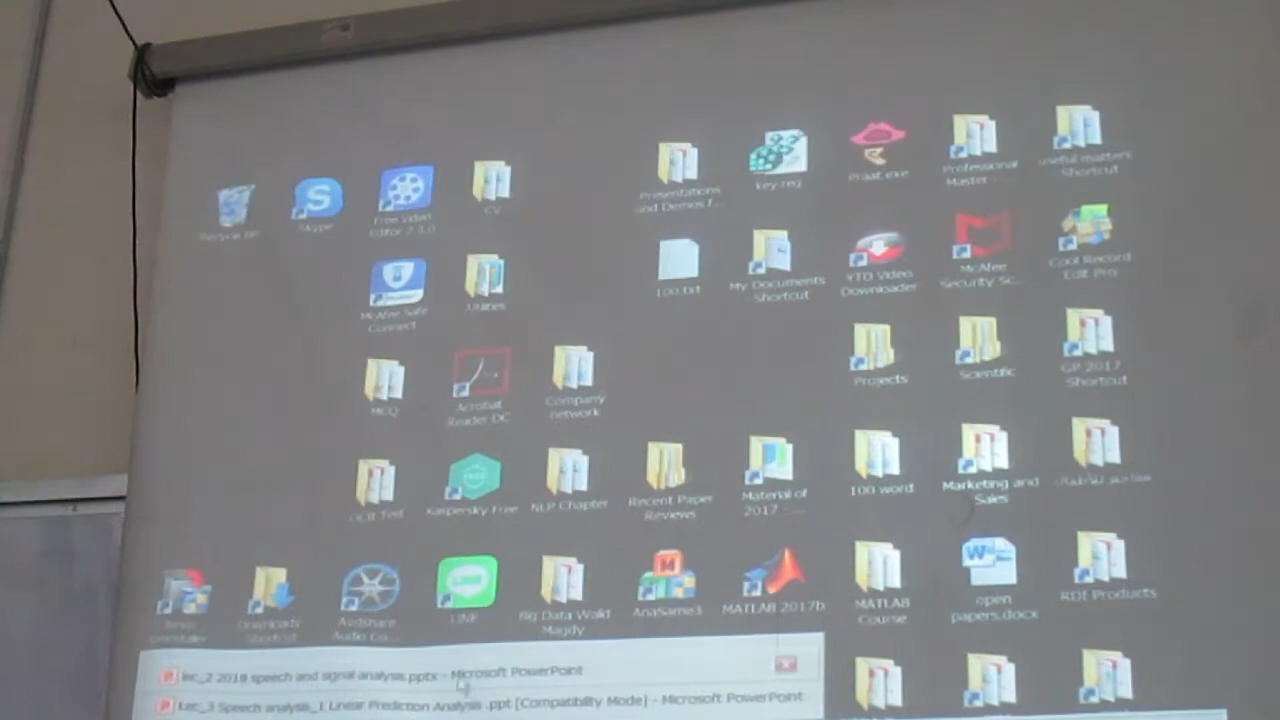 Recycle Bin
Skype
Free Video
Editor 7.1.0
CV
Presentations
and Demos f...
key.reg
Praat.exe
Professional
Master - ...
useful matters
Shortcut
McAfee Safe
Connect
Utilities
100.txt
My Documents
Shortcut
YTD Video
Downloader
McAfee
Security Sc...
Cool Record
Edit Pro
MCQ
Acrobat
Reader DC
Company
network
Projects
Scientific
GP 2017
Shortcut
Test
Kaspersky Free
NLP Chapter
Recent Paper
Reviews
Material of
2017 - ...
100 word
Marketing and
Sales
Downloads
Shortcut
Audio Co...
LINE
Big Data Walid
Magdy
AnaSame3
MATLAB 2017b
MATLAB
Course
open
papers.docx
RDI Products
lec_2 2018 speech and signal analysis.pptx - Microsoft PowerPoint
Lec_3 Speech analysis_1 Linear Prediction Analysis .ppt [Compatibility Mode] - Microsoft PowerPoint